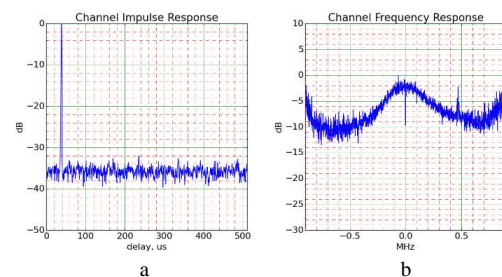 Channel Impulse Response
0
−10
−20
−30
−40
−50
dB
0 100 200 300 400 500
delay, us
a
Channel Frequency Response
10
5
0
−5
−10
−15
−20
−25
−30
dB
−0.5 0.0 0.5
MHz
b